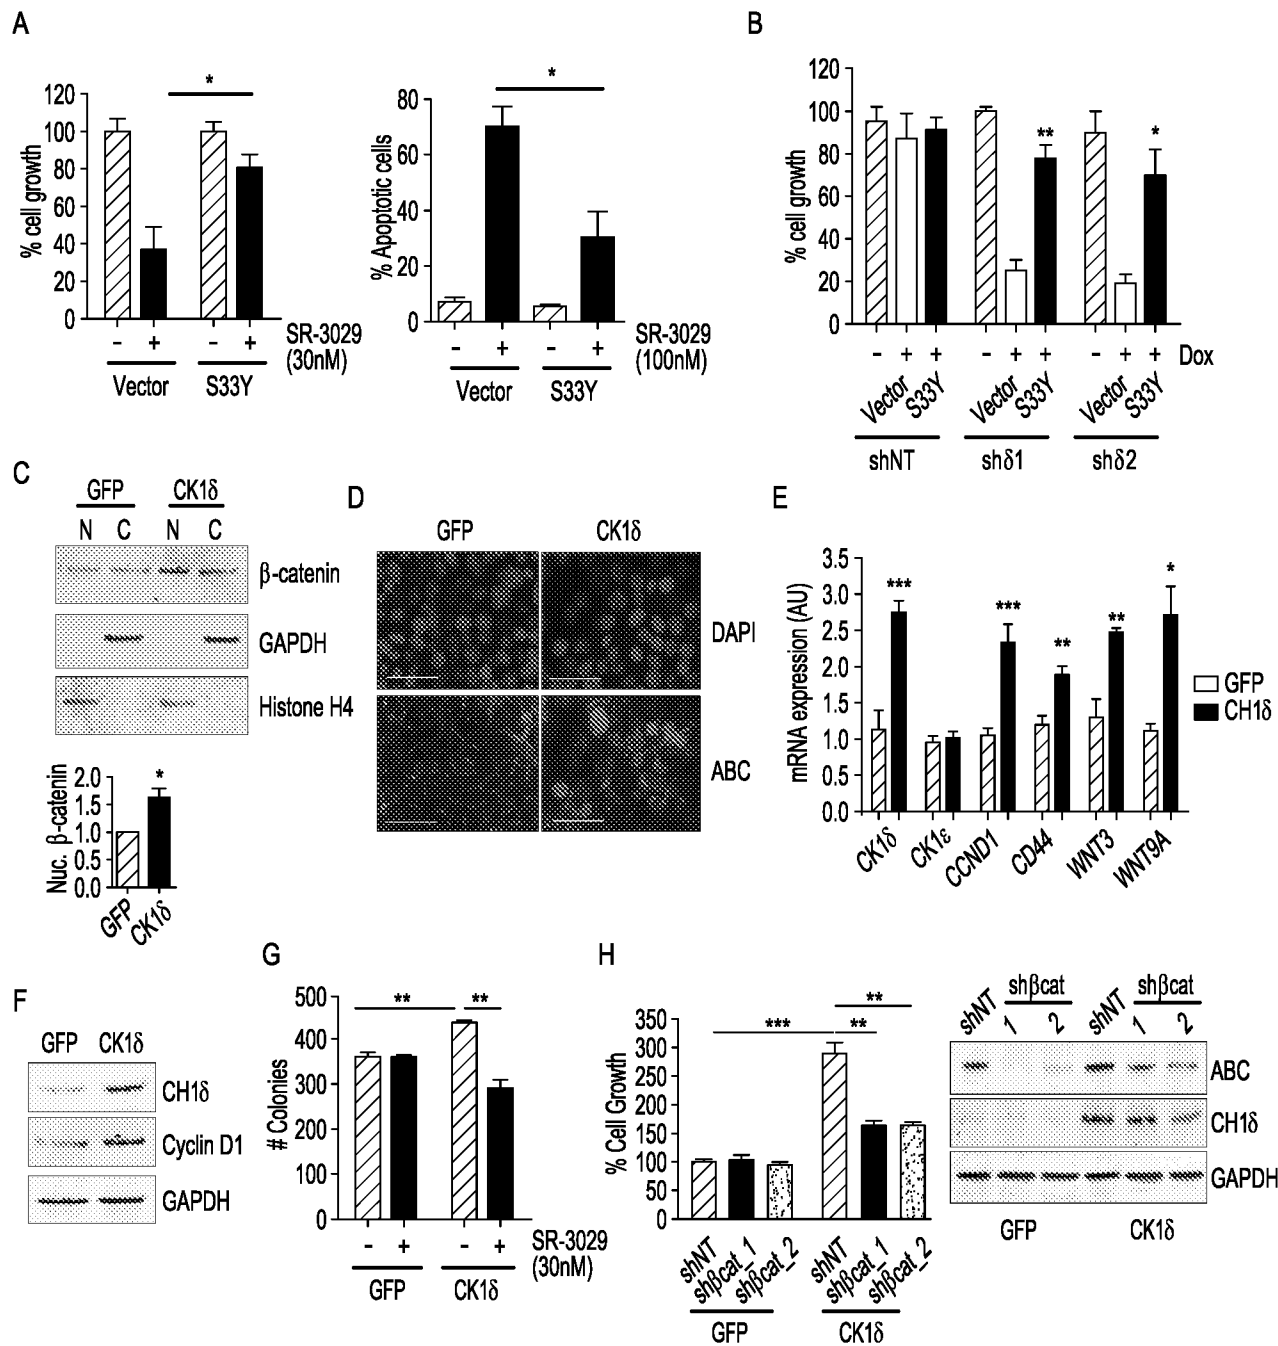 A
120
100
80
60
40
20
0
% cell growth
*
- + - +
SR-3029
(30nM)
Vector S33Y
80
60
40
20
0
% Apoptotic cells
*
- + - +
SR-3029
(100nM)
Vector S33Y
B
120
100
80
60
40
20
0
% cell growth
** *
- + + - + + - + + Dox
Vector S33Y Vector S33Y Vector S33Y
shNT shδ1 shδ2
C
GFP CK1δ
N C N C
β-catenin
GAPDH
Histone H4
2.0
1.5
1.0
0.5
0.0
Nuc. β-catenin
*
GFP CK1δ
D
GFP CK1δ
DAPI
ABC
E
3.5
3.0
2.5
2.0
1.5
1.0
0.5
0.0
mRNA expression (AU)
*** *** ** ** *
GFP
CH1δ
CK1δ CK1ε CCND1 CD44 WNT3 WNT9A
F
GFP CK1δ
CH1δ
Cyclin D1
GAPDH
G
500
400
300
200
100
0
# Colonies
** **
- + - +
SR-3029
(30nM)
GFP CK1δ
H
350
300
250
200
150
100
50
0
% Cell Growth
**
*** **
shNT shβcat_1 shβcat_2 shNT shβcat_1 shβcat_2
GFP CK1δ
shNT shβcat shNT shβcat
1 2 1 2
ABC
CH1δ
GAPDH
GFP CK1δ